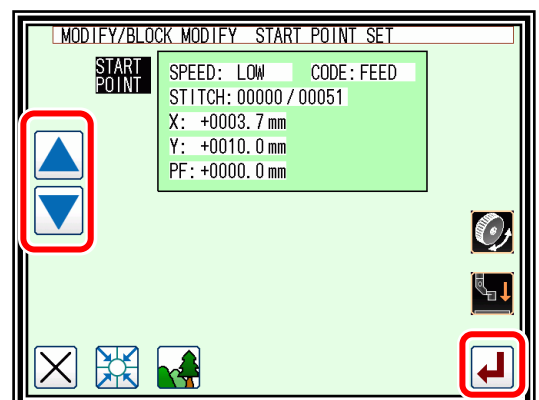 MODIFY/BLOCK MODIFY START POINT SET
START
POINT
SPEED: LOW CODE: FEED
STITCH: 00000 / 00051
X: +0003.7 mm
Y: +0010.0 mm
PF: +0000.0 mm